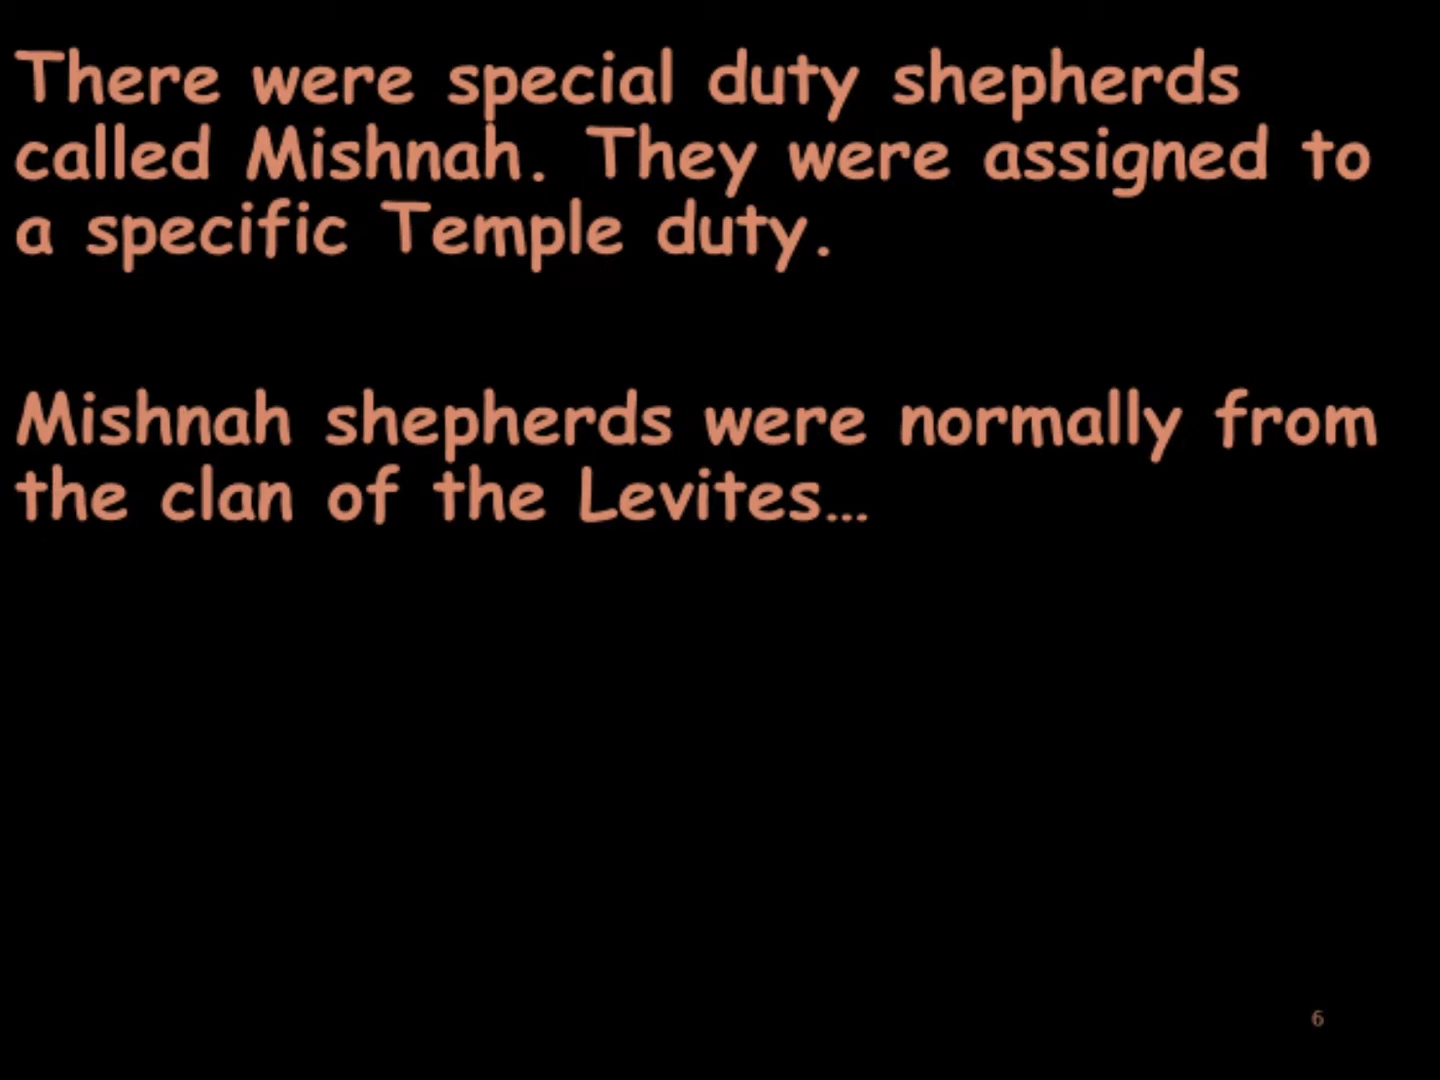 There were special duty shepherds
called Mishnah. They were assigned to
a specific Temple duty.
Mishnah shepherds were normally from
the clan of the Levites…
6